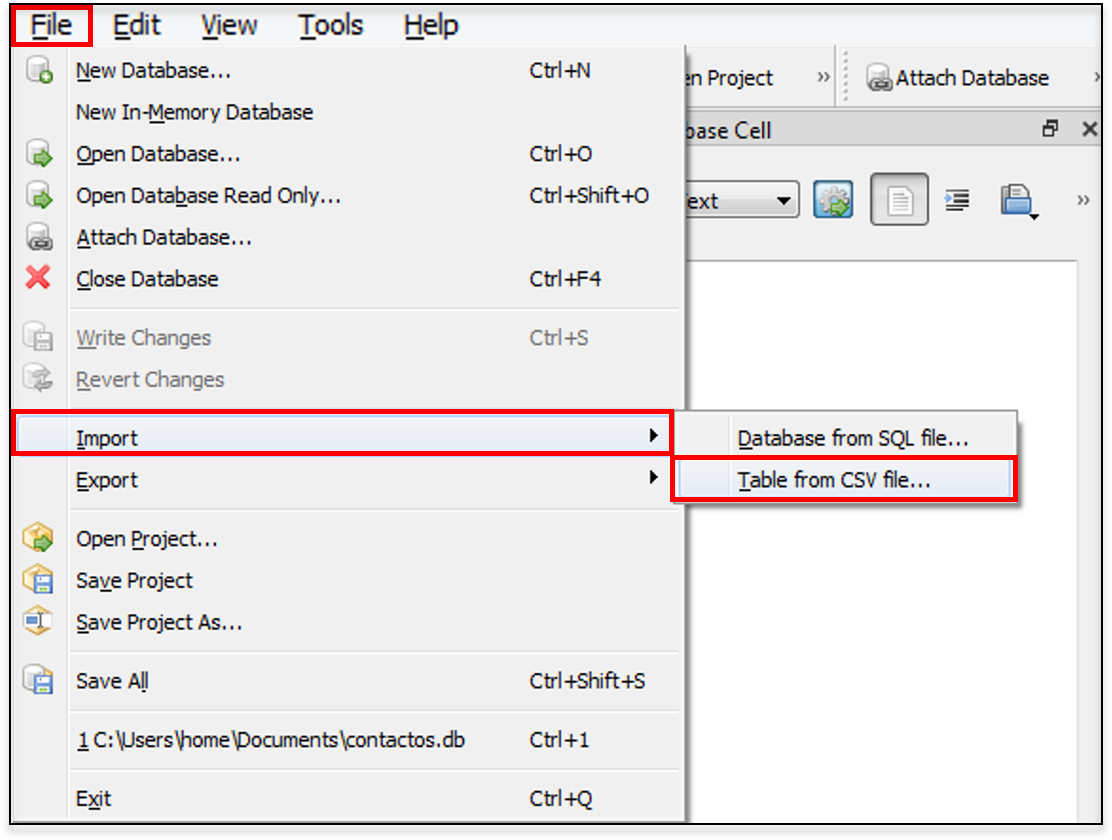 File Edit View Tools Help
New Database... Ctrl+N
New In-Memory Database
Open Database... Ctrl+O
Open Database Read Only... Ctrl+Shift+O
Attach Database...
Close Database Ctrl+F4
Write Changes Ctrl+S
Revert Changes
Import
Export
Open Project...
Save Project
Save Project As...
Save All Ctrl+Shift+S
1 C:\Users\home\Documents\contactos.db Ctrl+1
Exit Ctrl+Q
Database from SQL file...
Table from CSV file...
en Project » Attach Database
base Cell
ext
»